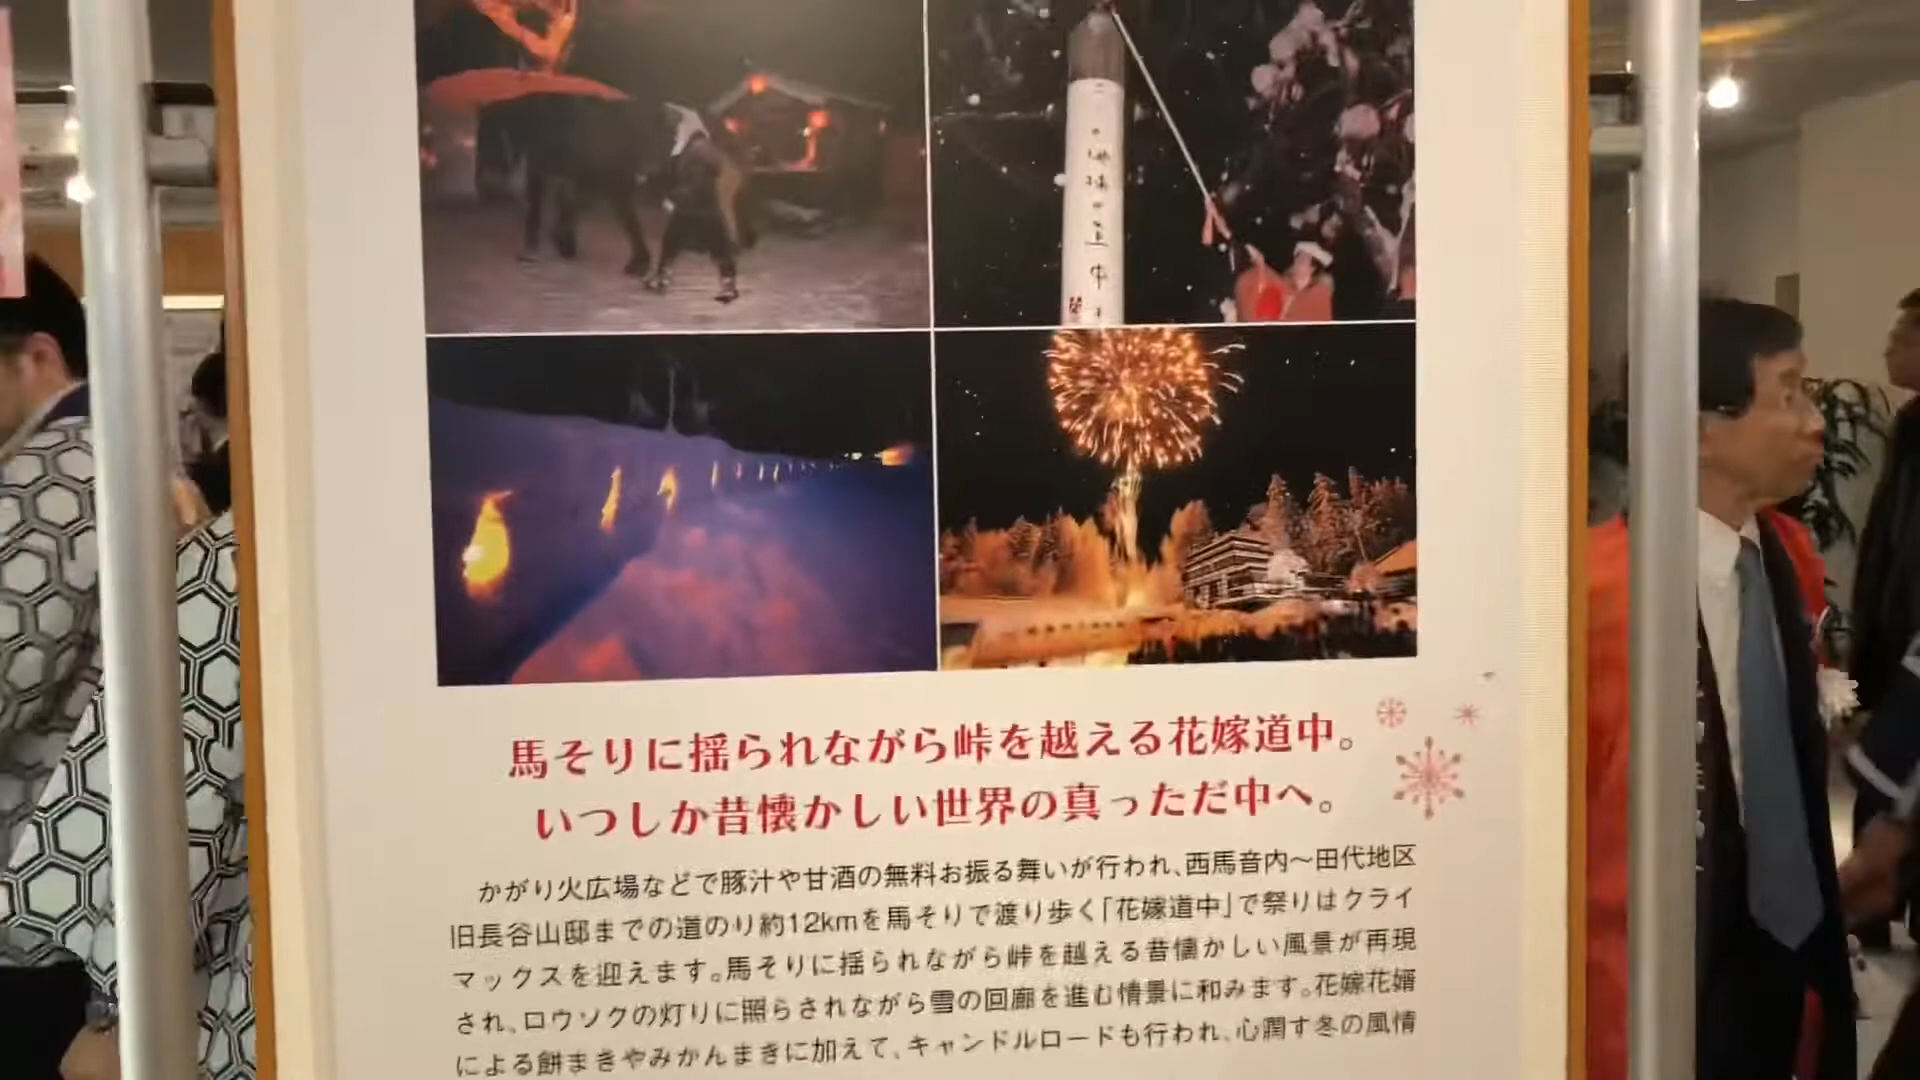 馬そりに揺られながら峠を越える花嫁道中。
いつしか昔懐かしい世界の真っただ中へ。
かがり火広場などで豚汁や甘酒の無料お振る舞いが行われ、西馬音内〜田代地区
旧長谷山邸までの道のり約12kmを馬そりで渡り歩く「花嫁道中」で祭りはクライ
マックスを迎えます。馬そりに揺られながら峠を越える昔懐かしい風景が再現
され、ロウソクの灯りに照らされながら雪の回廊を進む情景に和みます。花嫁花婿
による餅まきやみかんまきに加えて、キャンドルロードも行われ、心潤す冬の風情